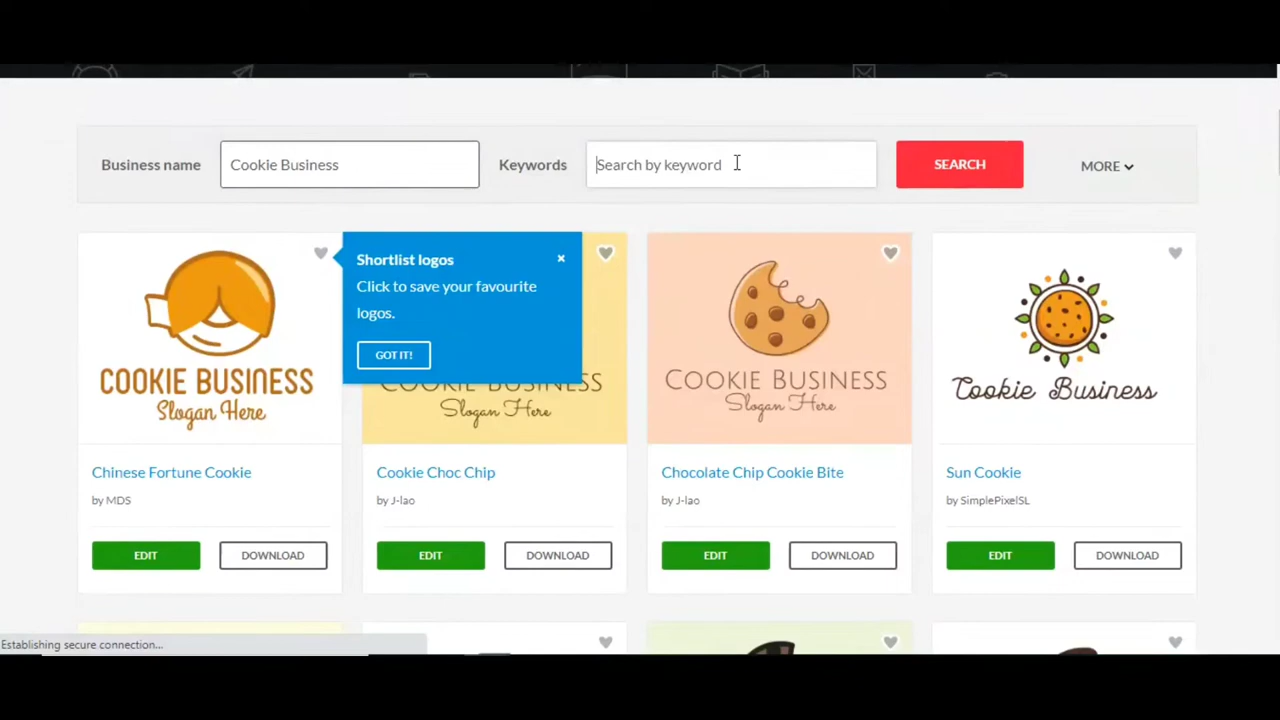 Business name
Cookie Business
Keywords
Search by keyword
SEARCH
MORE
Shortlist logos
×
Click to save your favourite
logos.
GOT IT!
COOKIE BUSINESS
Slogan Here
COOKIE BUSINESS
Slogan Here
COOKIE BUSINESS
Slogan Here
Cookie Business
Chinese Fortune Cookie
by MDS
EDIT
DOWNLOAD
Cookie Choc Chip
by J-lao
EDIT
DOWNLOAD
Chocolate Chip Cookie Bite
by J-lao
EDIT
DOWNLOAD
Sun Cookie
by SimplePixelSL
EDIT
DOWNLOAD
Establishing secure connection...